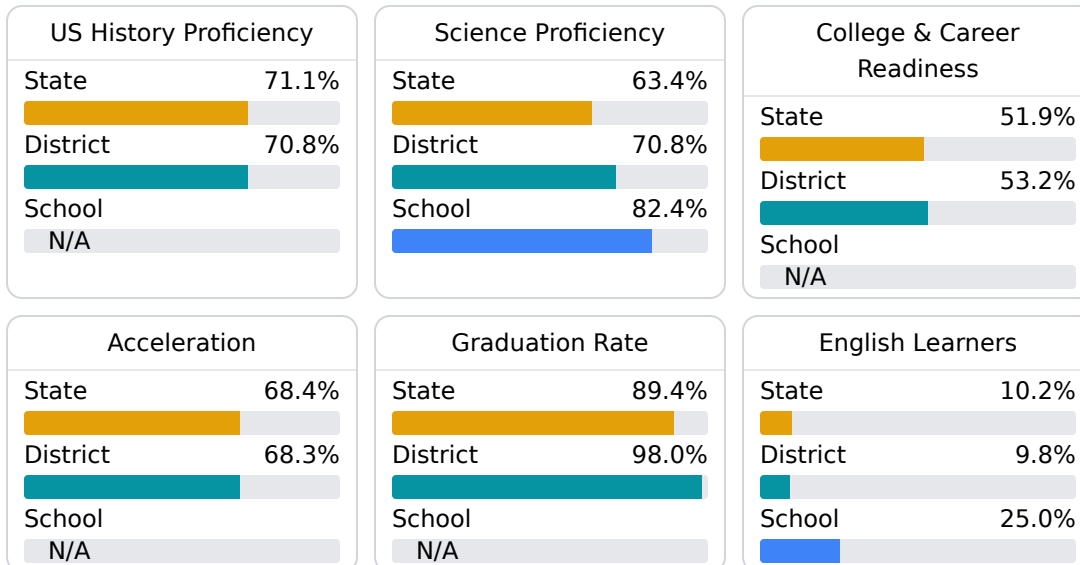 US History Proficiency
State 71.1%
District 70.8%
School
N/A
Science Proficiency
State 63.4%
District 70.8%
School 82.4%
College & Career
Readiness
State 51.9%
District 53.2%
School
N/A
Acceleration
State 68.4%
District 68.3%
School
N/A
Graduation Rate
State 89.4%
District 98.0%
School
N/A
English Learners
State 10.2%
District 9.8%
School 25.0%